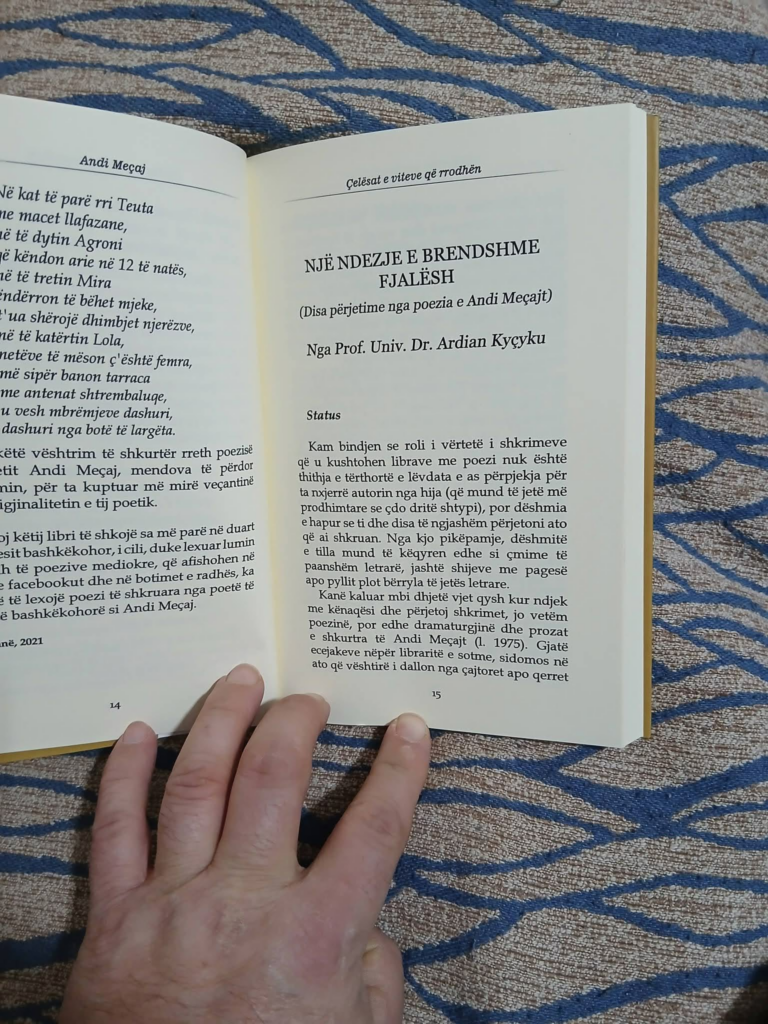 Andi Meçaj
Në kat të parë rri Teuta
me macet llafazane,
në të dytin Agroni
që këndon arie në 12 të natës,
në të tretin Mira
ëndërron të bëhet mjeke,
t'ua shërojë dhimbjet njerëzve,
në të katërtin Lola,
netëve të mëson ç'është femra,
më sipër banon tarraca
me antenat shtrembaluqe,
u vesh mbrëmjeve dashuri,
dashuri nga botë të largëta.
këtë vështrim të shkurtër rreth poezisë
Andi Meçaj, mendova të përdor
për ta kuptuar më mirë veçantinë
e tij poetik.
këtij libri të shkojë sa më parë në duart
bashkëkohor, i cili, duke lexuar lumin
të poezive mediokre, që afishohen në
e facebookut dhe në botimet e radhës, ka
të lexojë poezi të shkruara nga poetë të
bashkëkohorë si Andi Meçaj.
2021
14
Çelësat e viteve që rrodhën
NJË NDEZJE E BRENDSHME
FJALËSH
(Disa përjetime nga poezia e Andi Meçajt)
Nga Prof. Univ. Dr. Ardian Kyçyku
Status
Kam bindjen se roli i vërtetë i shkrimeve
që u kushtohen librave me poezi nuk është
thithja e tërthortë e lëvdata e as përpjekja për
ta nxjerrë autorin nga hija (që mund të jetë më
prodhimtare se çdo dritë shtypi), por dëshmia
e hapur se ti dhe disa të ngjashëm përjetoni ato
që ai shkruan. Nga kjo pikëpamje, dëshmitë
e tilla mund të këqyren edhe si çmime të
paanshëm letrarë, jashtë shijeve me pagesë
apo pyllit plot bërryla të jetës letrare.
Kanë kaluar mbi dhjetë vjet qysh kur ndjek
me kënaqësi dhe përjetoj shkrimet, jo vetëm
poezinë, por edhe dramaturgjinë dhe prozat
e shkurtra të Andi Meçajt (l. 1975). Gjatë
ecejakeve nëpër libraritë e sotme, sidomos në
ato që vështirë i dallon nga çajtoret apo qerret
15